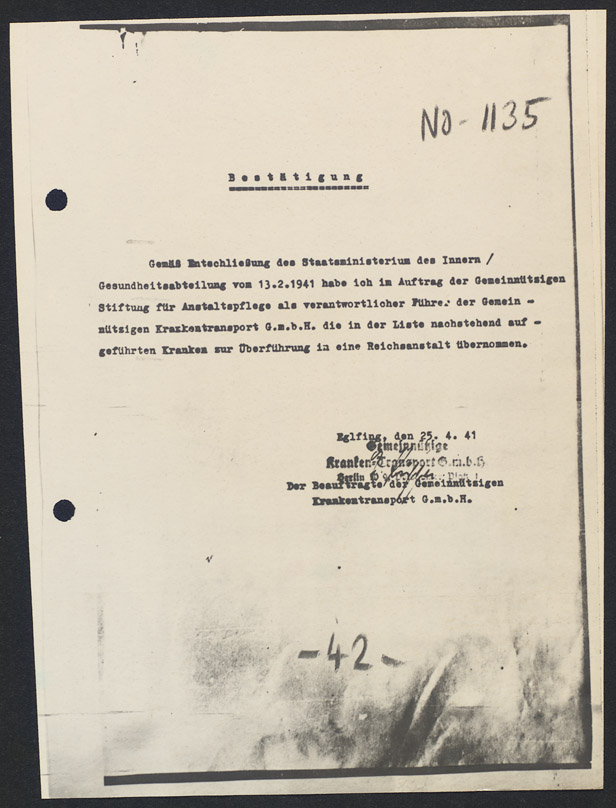 NO-1135
Bestätigung
Gemäß Entschließung des Staatsministerium des Innern /
Gesundheitsabteilung vom 13.2.1941 habe ich im Auftrag der Gemeinnützigen
Stiftung für Anstaltspflege als verantwortlicher Führer der Gemein -
nützigen Krankentransport G.m.b.H. die in der Liste nachstehend auf -
geführten Kranken zur Überführung in eine Reichsanstalt übernommen.
Eglfing, den 25. 4. 41
Gemeinnützige
Kranken-Transport G.m.b.H.
Berlin
Der Beauftragte der Gemeinnützigen
Krankentransport G.m.b.H.
-42-